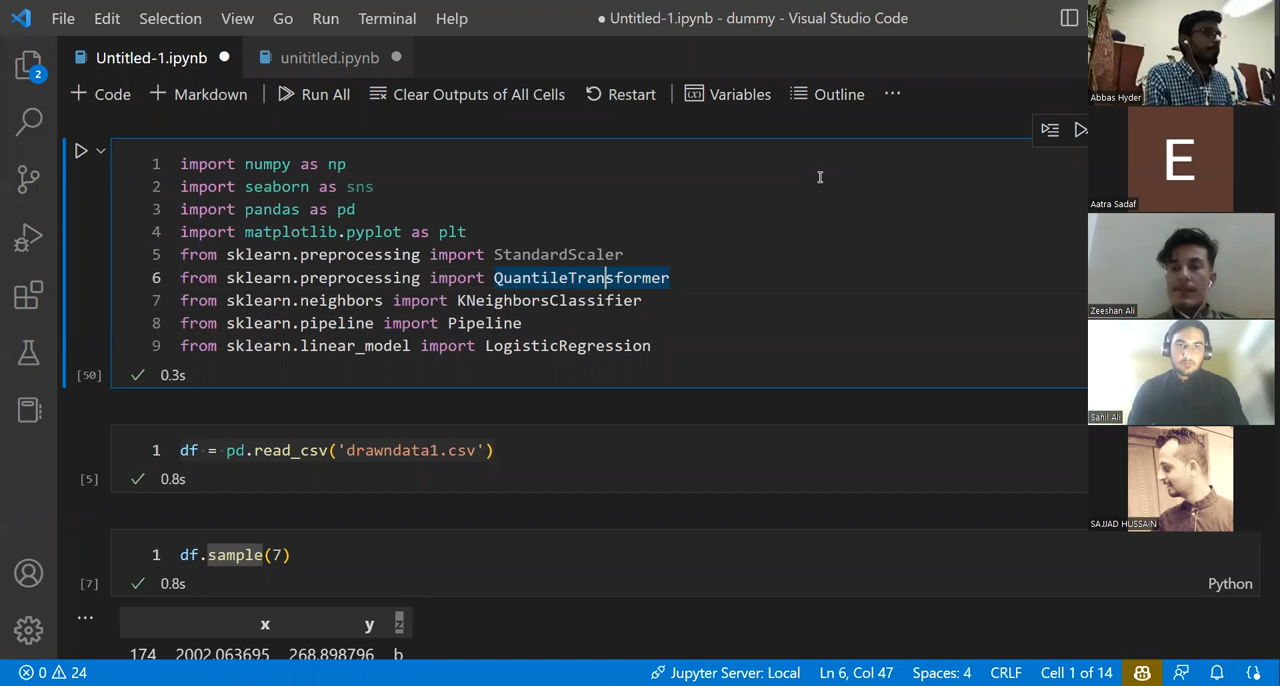 File Edit Selection View Go Run Terminal Help
● Untitled-1.ipynb - dummy - Visual Studio Code
Untitled-1.ipynb
unititled.ipynb
2
+ Code + Markdown Run All Clear Outputs of All Cells Restart Variables Outline ...
1 import numpy as np
2 import seaborn as sns
3 import pandas as pd
4 import matplotlib.pyplot as plt
5 from sklearn.preprocessing import StandardScaler
6 from sklearn.preprocessing import QuantileTransformer
7 from sklearn.neighbors import KNeighborsClassifier
8 from sklearn.pipeline import Pipeline
9 from sklearn.linear_model import LogisticRegression
[50] 0.3s
1 df = pd.read_csv('drawndata1.csv')
[5] 0.8s
1 df.sample(7)
[7] 0.8s
Python
...
x y z
174 2002.063695 268.898796 b
0 24
Jupyter Server: Local Ln 6, Col 47 Spaces: 4 CRLF Cell 1 of 14
Abbas Hyder
E
Aatra Sadaf
Zeeshan Ali
Sahil Ali
SAJJAD HUSSAIN